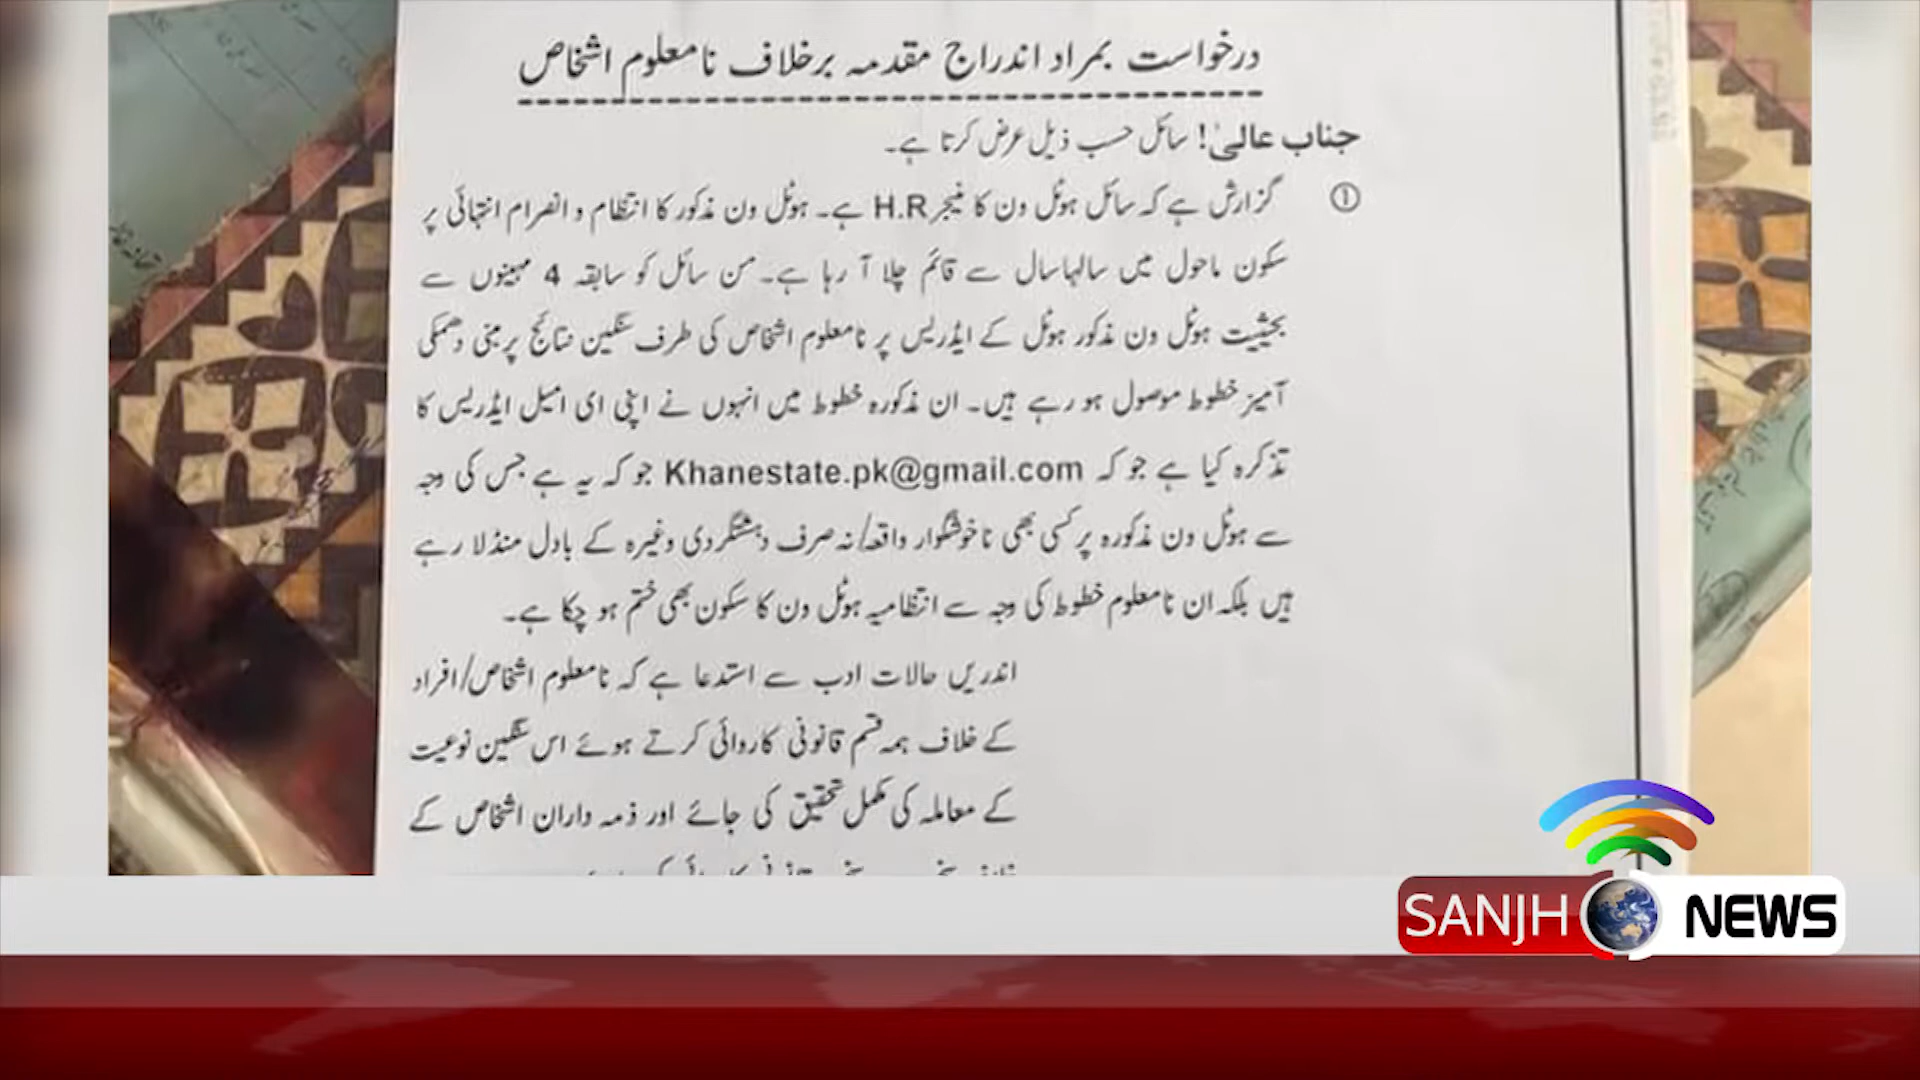 درخواست بمراد اندراج مقدمہ برخلاف نامعلوم اشخاص
جناب عالیٰ! سائل حسب ذیل عرض کرتا ہے۔
① گزارش ہے کہ سائل ہوٹل ون کا منیجر H.R ہے۔ ہوٹل ون مذکور کا انتظام و انصرام انتہائی پر
سکون ماحول میں سالہاسال سے قائم چلا آ رہا ہے۔ من سائل کو سابقہ 4 مہینوں سے
بحیثیت ہوٹل ون مذکور ہوٹل کے ایڈریس پر نامعلوم اشخاص کی طرف سنگین نتائج پر مبنی دھمکی
آمیز خطوط موصول ہو رہے ہیں۔ ان مذکورہ خطوط میں انہوں نے اپنی ای امیل ایڈریس کا
تذکرہ کیا ہے جو کہ Khanestate.pk@gmail.com جو کہ یہ ہے جس کی وجہ
سے ہوٹل ون مذکورہ پر کسی بھی ناخوشگوار واقعہ/نہ صرف دہشتگردی وغیرہ کے بادل منڈلا رہے
ہیں بلکہ ان نامعلوم خطوط کی وجہ سے انتظامیہ ہوٹل ون کا سکون بھی ختم ہو چکا ہے۔
اندریں حالات ادب سے استدعا ہے کہ نامعلوم اشخاص/افراد
کے خلاف ہمہ قسم قانونی کاروائی کرتے ہوئے اس سنگین نوعیت
کے معاملہ کی مکمل تحقیق کی جائے اور ذمہ داران اشخاص کے
SANJH NEWS